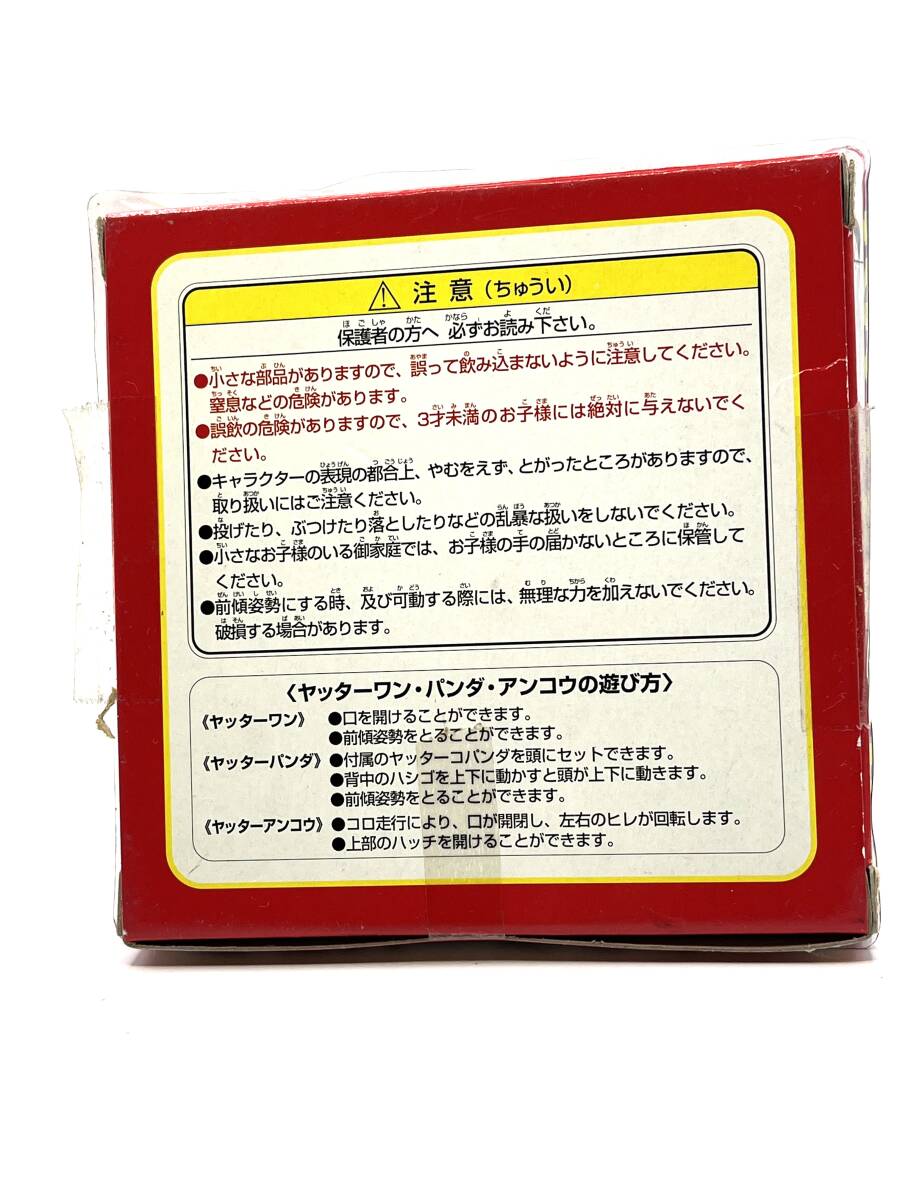 注意（ちゅうい）
保護者の方へ 必ずお読み下さい。
●小さな部品がありますので、誤って飲み込まないように注意してください。
窒息などの危険があります。
●誤飲の危険がありますので、3才未満のお子様には絶対に与えないでく
ださい。
●キャラクターの表現の都合上、やむをえず、とがったところがありますので、
取り扱いにはご注意ください。
●投げたり、ぶつけたり落としたりなどの乱暴な扱いをしないでください。
●小さなお子様のいる御家庭では、お子様の手の届かないところに保管して
ください。
●前傾姿勢にする時、及び可動する際には、無理な力を加えないでください。
破損する場合があります。
〈ヤッターワン・パンダ・アンコウの遊び方〉
《ヤッターワン》 ●口を開けることができます。
●前傾姿勢をとることができます。
《ヤッターパンダ》 ●付属のヤッターコパンダを頭にセットできます。
●背中のハシゴを上下に動かすと頭が上下に動きます。
●前傾姿勢をとることができます。
《ヤッターアンコウ》 ●コロ走行により、口が開閉し、左右のヒレが回転します。
●上部のハッチを開けることができます。